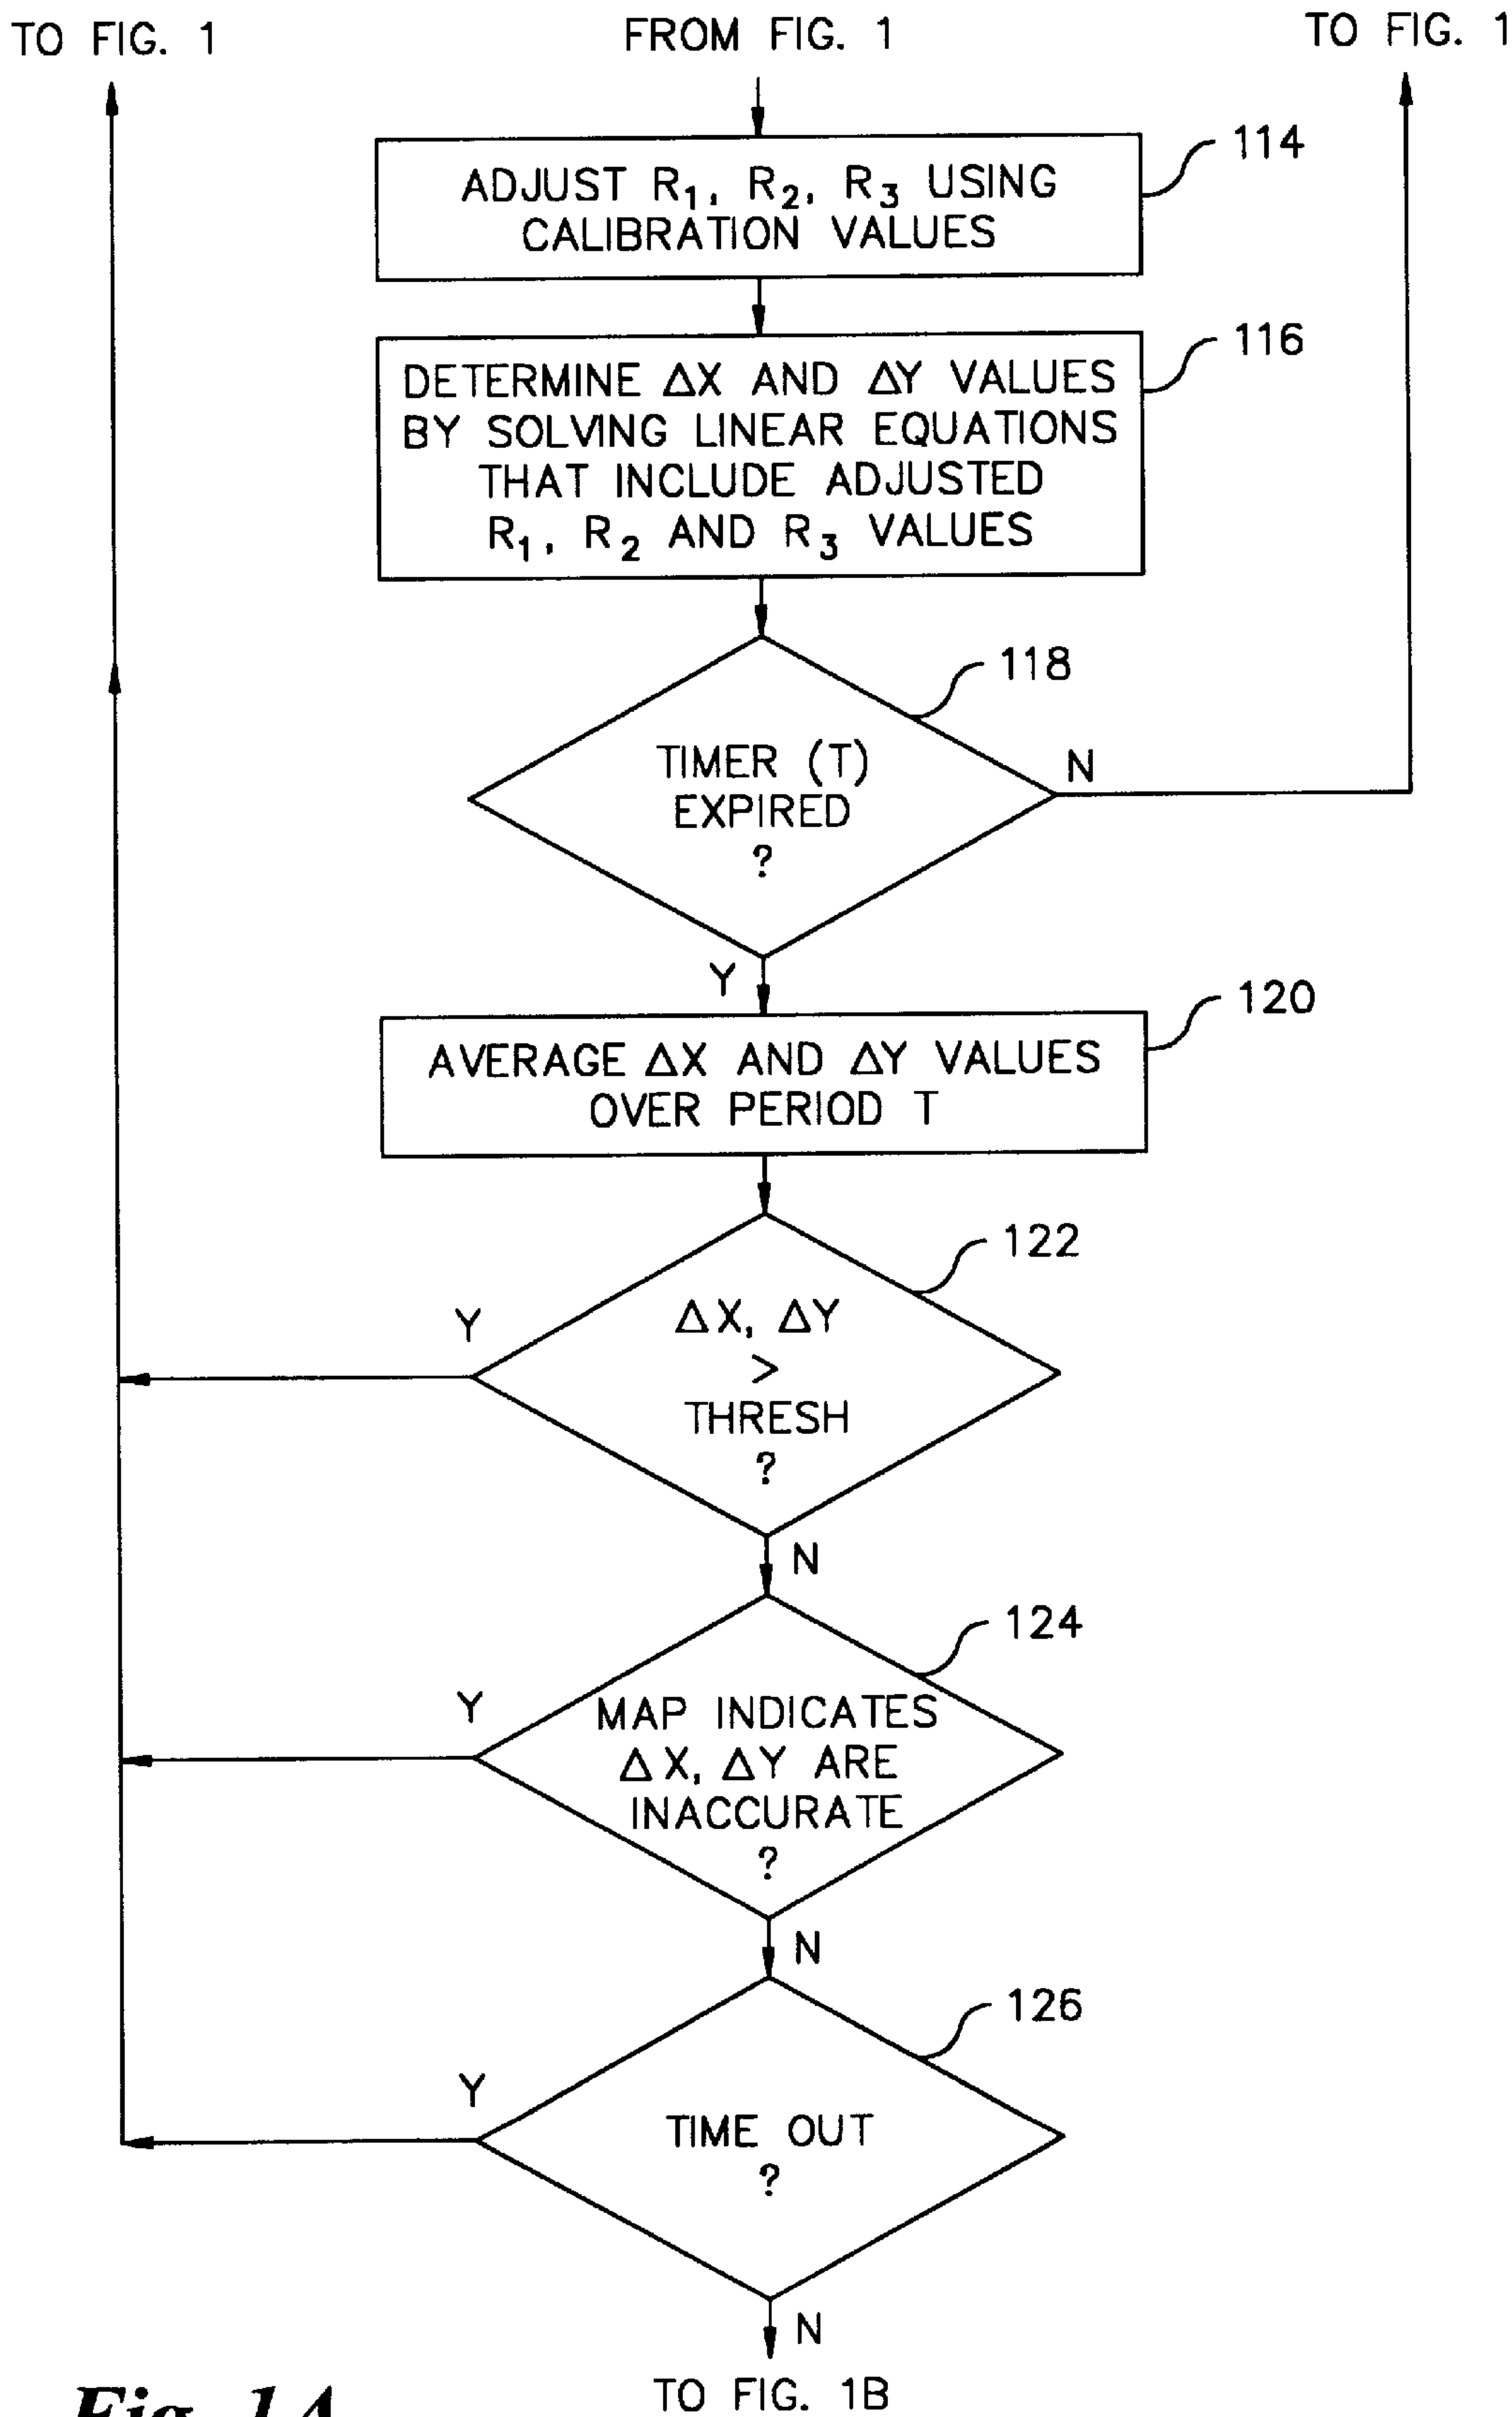 TO FIG. 1
FROM FIG. 1
TO FIG. 1
114
ADJUST R1, R2, R3 USING
CALIBRATION VALUES
116
DETERMINE ΔX AND ΔY VALUES
BY SOLVING LINEAR EQUATIONS
THAT INCLUDE ADJUSTED
R1, R2 AND R3 VALUES
118
TIMER (T)
EXPIRED
?
N
Y
120
AVERAGE ΔX AND ΔY VALUES
OVER PERIOD T
122
Y
ΔX, ΔY
>
THRESH
?
N
124
Y
MAP INDICATES
ΔX, ΔY ARE
INACCURATE
?
N
126
Y
TIME OUT
?
N
TO FIG. 1B
Fig. 1A